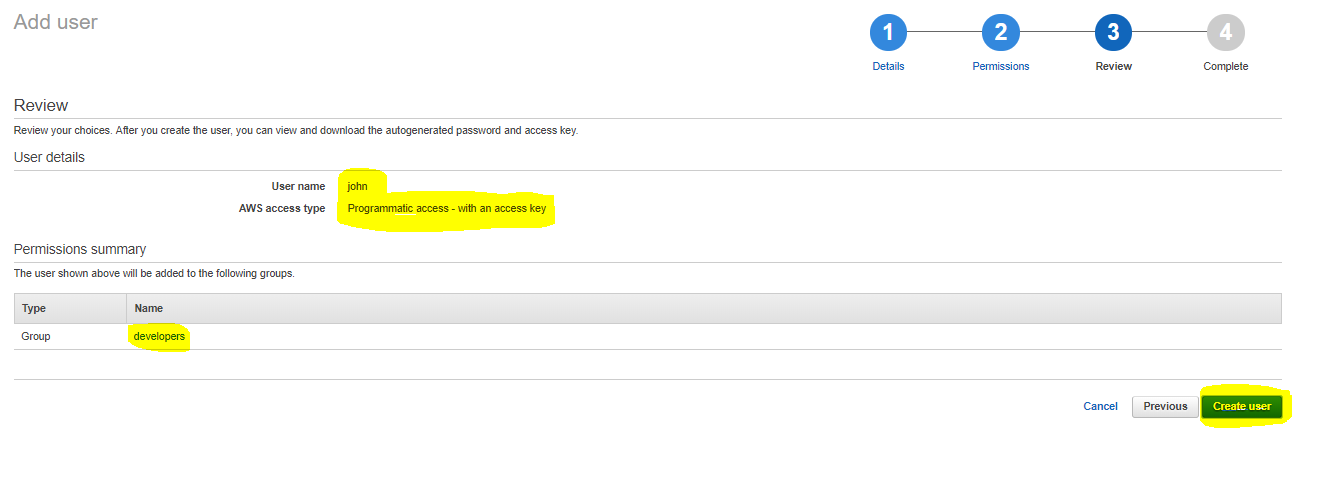 Add user
1 2 3 4
Details Permissions Review Complete
Review
Review your choices. After you create the user, you can view and download the autogenerated password and access key.
User details
User name john
AWS access type Programmatic access - with an access key
Permissions summary
The user shown above will be added to the following groups.
Type Name
Group developers
Cancel Previous Create user